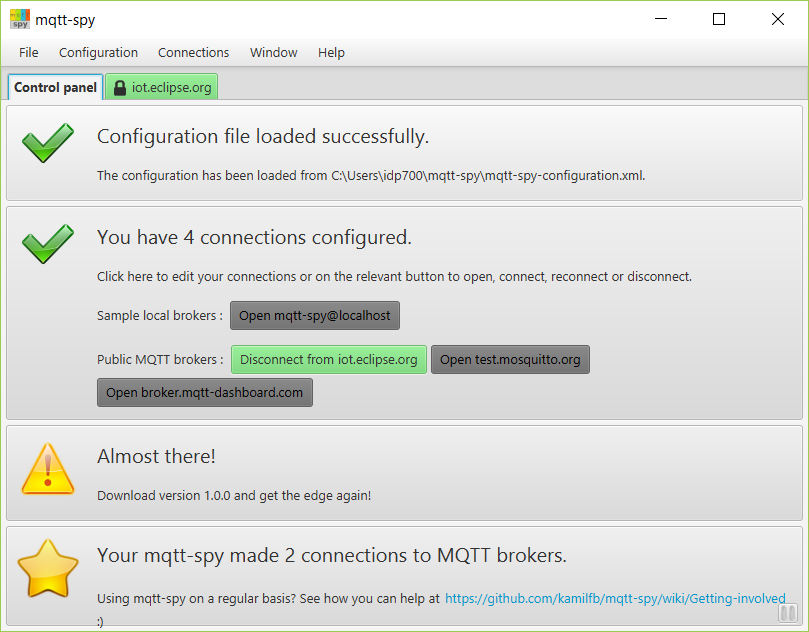 mqtt spy mqtt-spy
File Configuration Connections Window Help
Control panel iot.eclipse.org
Configuration file loaded successfully.
The configuration has been loaded from C:\Users\idp700\mqtt-spy\mqtt-spy-configuration.xml.
You have 4 connections configured.
Click here to edit your connections or on the relevant button to open, connect, reconnect or disconnect.
Sample local brokers : Open mqtt-spy@localhost
Public MQTT brokers : Disconnect from iot.eclipse.org Open test.mosquitto.org
Open broker.mqtt-dashboard.com
Almost there!
Download version 1.0.0 and get the edge again!
Your mqtt-spy made 2 connections to MQTT brokers.
Using mqtt-spy on a regular basis? See how you can help at https://github.com/kamilfb/mqtt-spy/wiki/Getting-involved
:)